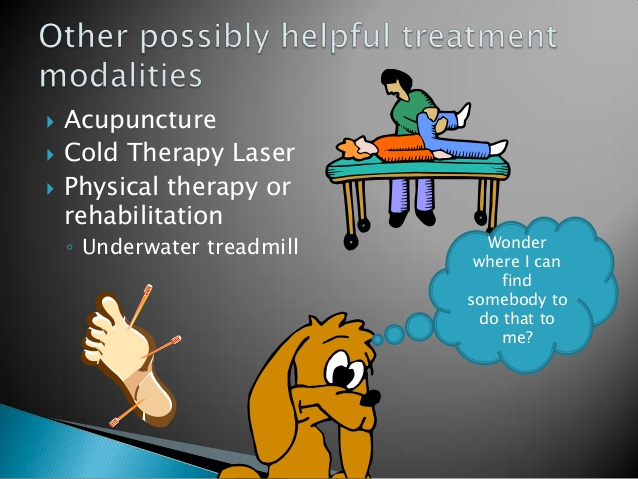 Other possibly helpful treatment
modalities
Acupuncture
Cold Therapy Laser
Physical therapy or
rehabilitation
Underwater treadmill
Wonder
where I can
find
somebody to
do that to
me?